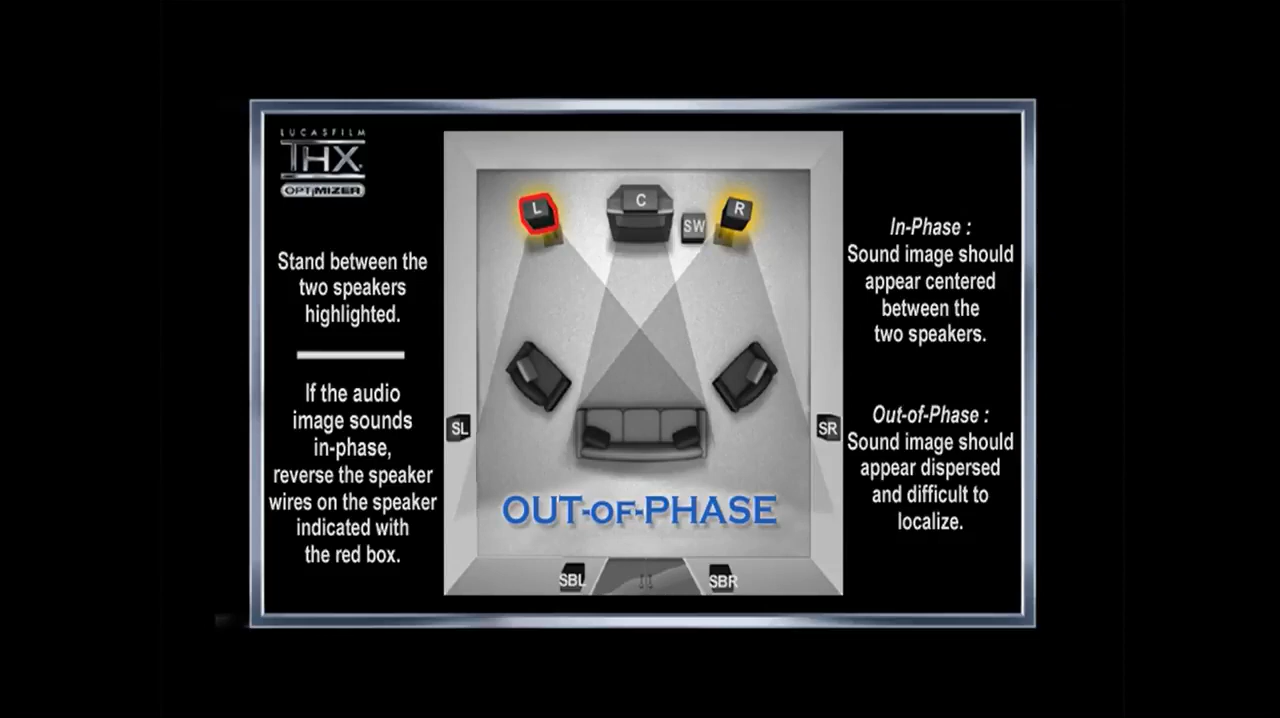 LUCASFILM
THX
OPTIMIZER
Stand between the
two speakers
highlighted.
If the audio
image sounds
in-phase,
reverse the speaker
wires on the speaker
indicated with
the red box.
L
C
R
SW
SL
SR
OUT-OF-PHASE
SBL
SBR
In-Phase :
Sound image should
appear centered
between the
two speakers.
Out-of-Phase :
Sound image should
appear dispersed
and difficult to
localize.